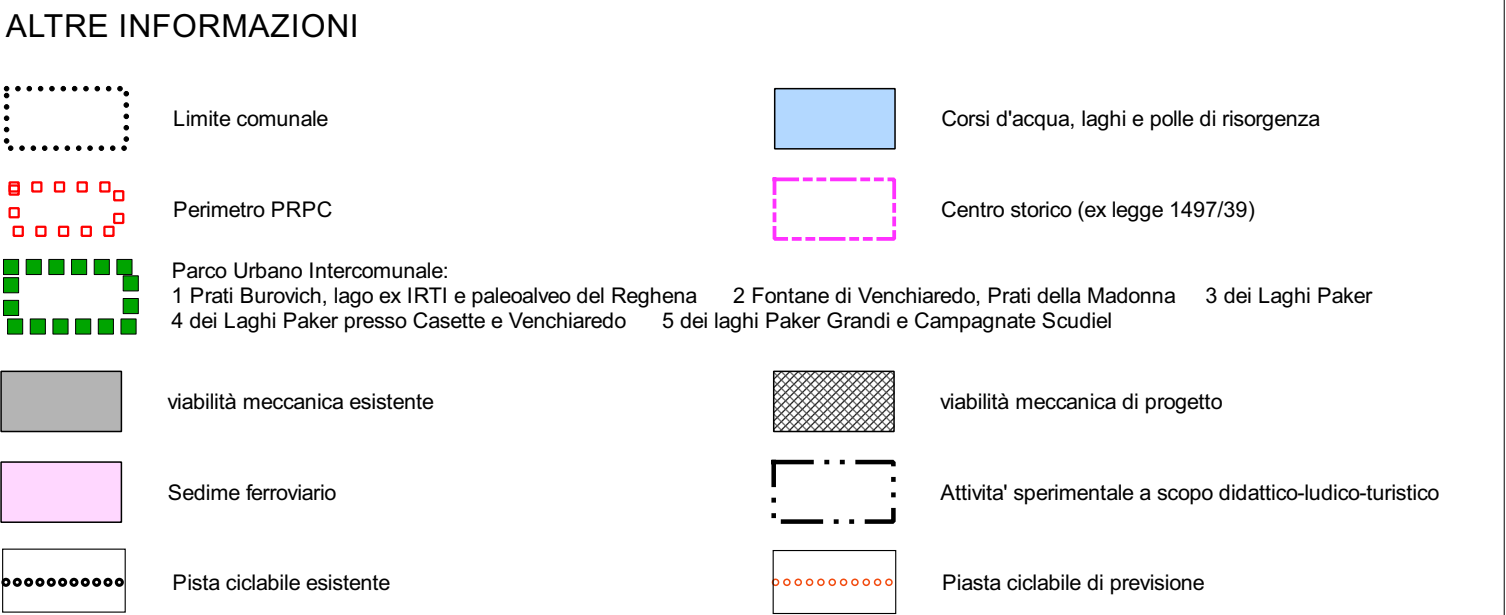 ALTRE INFORMAZIONI
Limite comunale
Corsi d'acqua, laghi e polle di risorgenza
Perimetro PRPC
Centro storico (ex legge 1497/39)
Parco Urbano Intercomunale:
1 Prati Burovich, lago ex IRTI e paleoalveo del Reghena 2 Fontane di Venchiaredo, Prati della Madonna 3 dei Laghi Paker
4 dei Laghi Paker presso Casette e Venchiaredo 5 dei laghi Paker Grandi e Campagnate Scudiel
viabilità meccanica esistente
viabilità meccanica di progetto
Sedime ferroviario
Attivita' sperimentale a scopo didattico-ludico-turistico
Pista ciclabile esistente
Piasta ciclabile di previsione